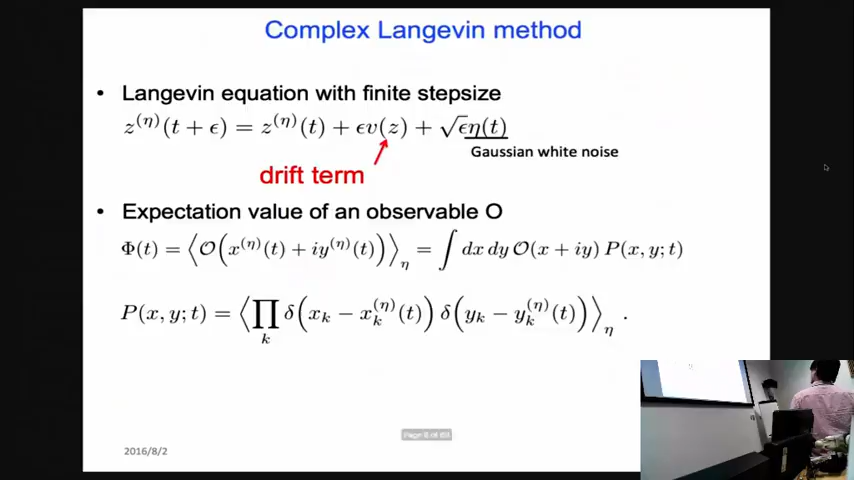 Complex Langevin method
• Langevin equation with finite stepsize
z^{(η)}(t + ϵ) = z^{(η)}(t) + ϵv(z) + √ϵη(t)
Gaussian white noise
drift term
• Expectation value of an observable O
Φ(t) = ⟨O(x^{(η)}(t) + iy^{(η)}(t))⟩_η = ∫ dx dy O(x + iy) P(x, y; t)
P(x, y; t) = ⟨∏_k δ(x_k − x_k^{(η)}(t)) δ(y_k − y_k^{(η)}(t))⟩_η .
2016/8/2